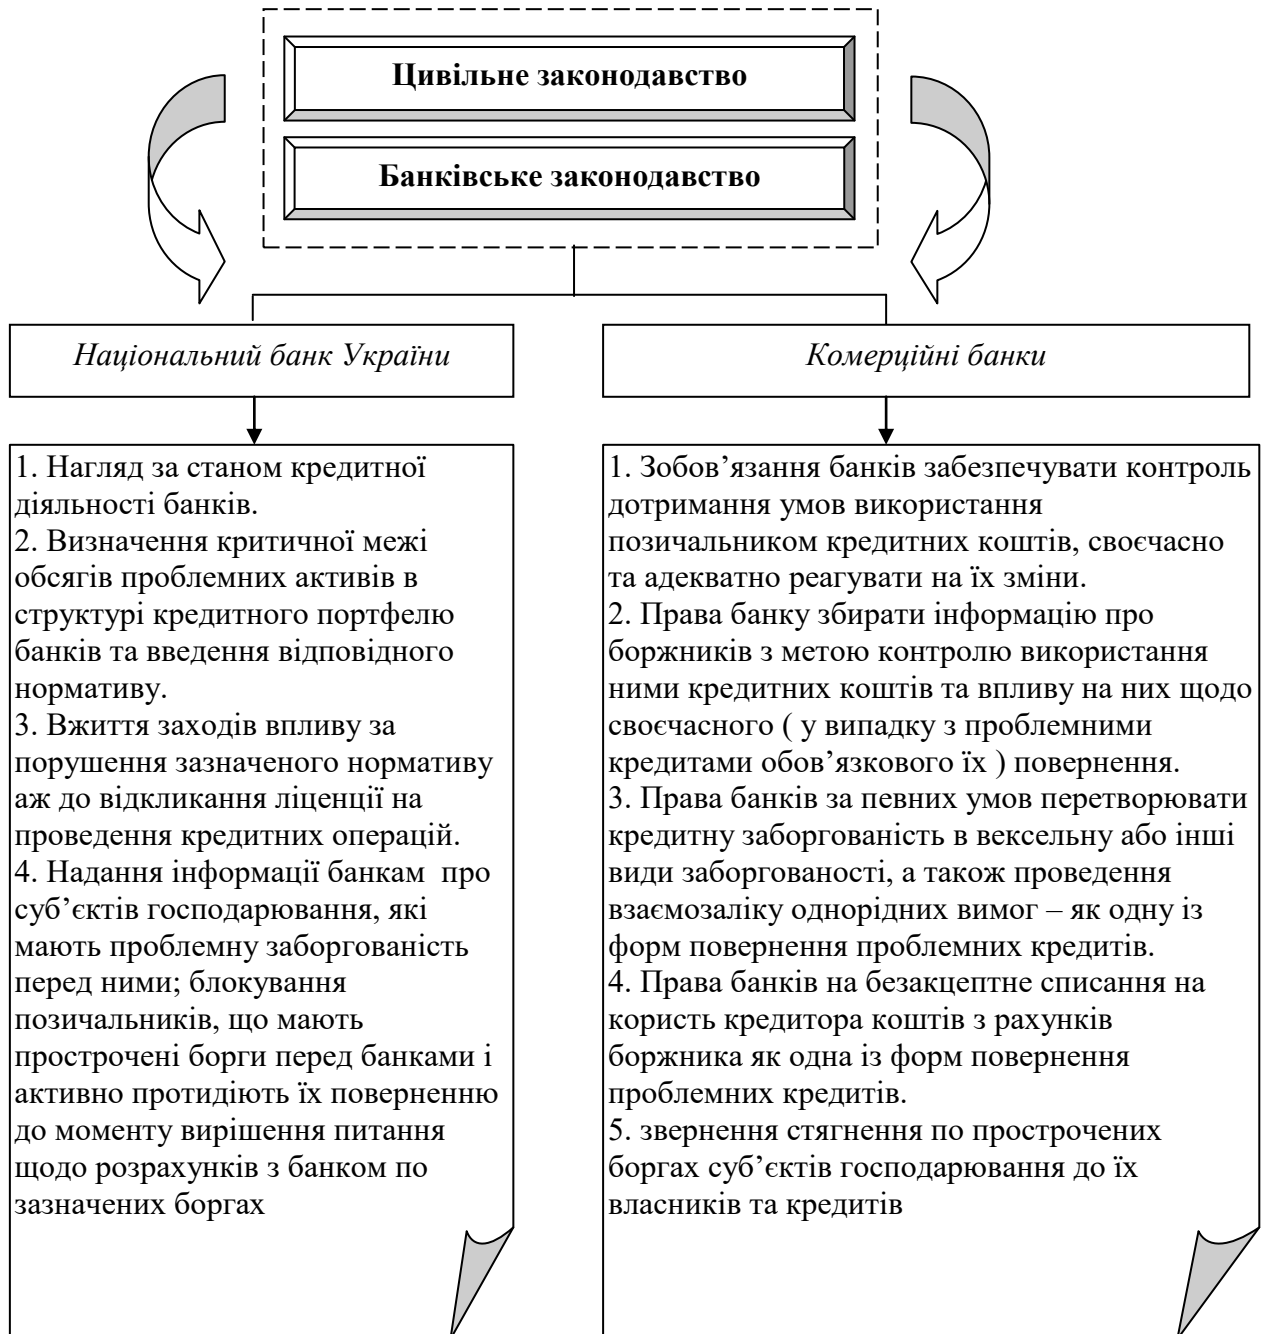 Цивільне законодавство
Банківське законодавство
Національний банк України
Комерційні банки
1. Нагляд за станом кредитної
діяльності банків.
2. Визначення критичної межі
обсягів проблемних активів в
структурі кредитного портфелю
банків та введення відповідного
нормативу.
3. Вжиття заходів впливу за
порушення зазначеного нормативу
аж до відкликання ліцензії на
проведення кредитних операцій.
4. Надання інформації банкам  про
суб’єктів господарювання, які
мають проблемну заборгованість
перед ними; блокування
позичальників, що мають
прострочені борги перед банками і
активно протидіють їх поверненню
до моменту вирішення питання
щодо розрахунків з банком по
зазначених боргах
1. Зобов’язання банків забезпечувати контроль
дотримання умов використання
позичальником кредитних коштів, своєчасно
та адекватно реагувати на їх зміни.
2. Права банку збирати інформацію про
боржників з метою контролю використання
ними кредитних коштів та впливу на них щодо
своєчасного ( у випадку з проблемними
кредитами обов’язкового їх ) повернення.
3. Права банків за певних умов перетворювати
кредитну заборгованість в вексельну або інші
види заборгованості, а також проведення
взаємозаліку однорідних вимог – як одну із
форм повернення проблемних кредитів.
4. Права банків на безакцептне списання на
користь кредитора коштів з рахунків
боржника як одна із форм повернення
проблемних кредитів.
5. звернення стягнення по прострочених
боргах суб’єктів господарювання до їх
власників та кредитів